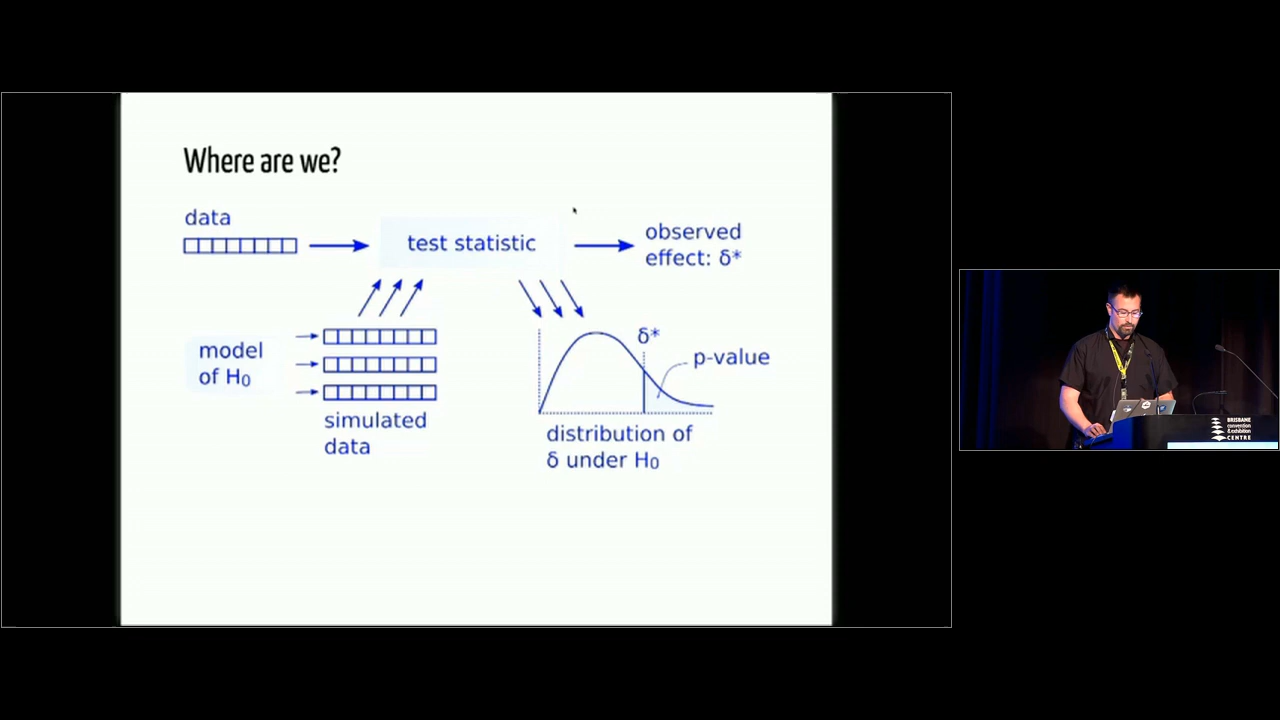 Where are we?
data
test statistic
observed
effect: δ*
model
of H₀
simulated
data
δ*
p-value
distribution of
δ under H₀
BRISBANE
convention
& exhibition
CENTRE